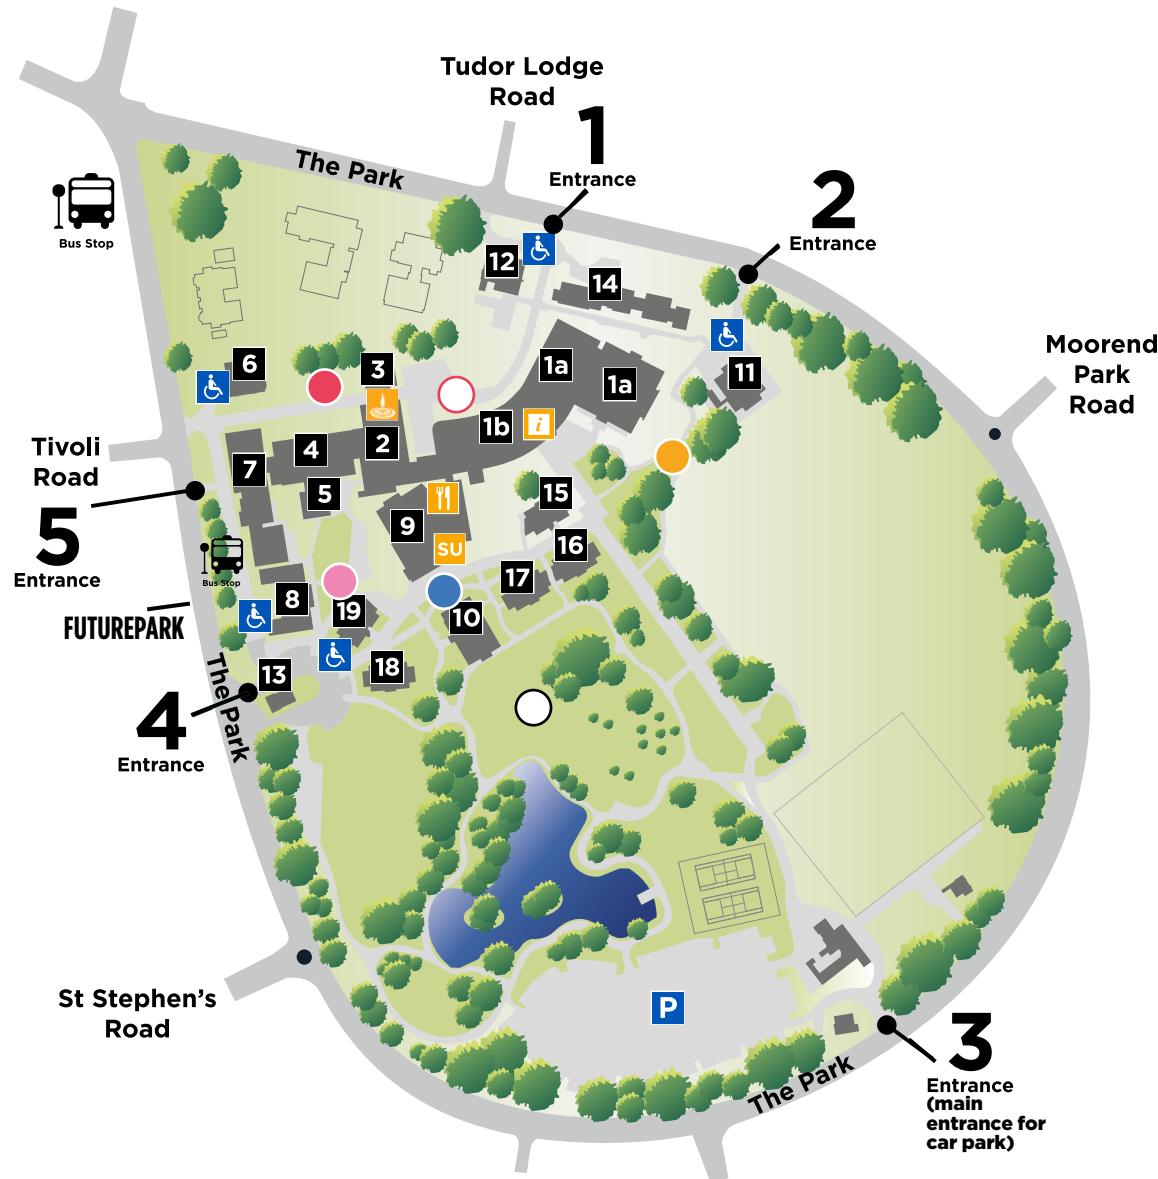 Tudor Lodge
Road
1
Entrance
The Park
2
Entrance
Bus Stop
12
14
Moorend
Park
Road
6
3
1a
1a
11
1b
i
2
4
7
5
Tivoli
Road
15
9
5
Entrance
SU
16
Bus Stop
17
8
19
10
FUTUREPARK
18
13
The Park
4
Entrance
St Stephen's
Road
P
3
Entrance
(main
entrance for
car park)
The Park